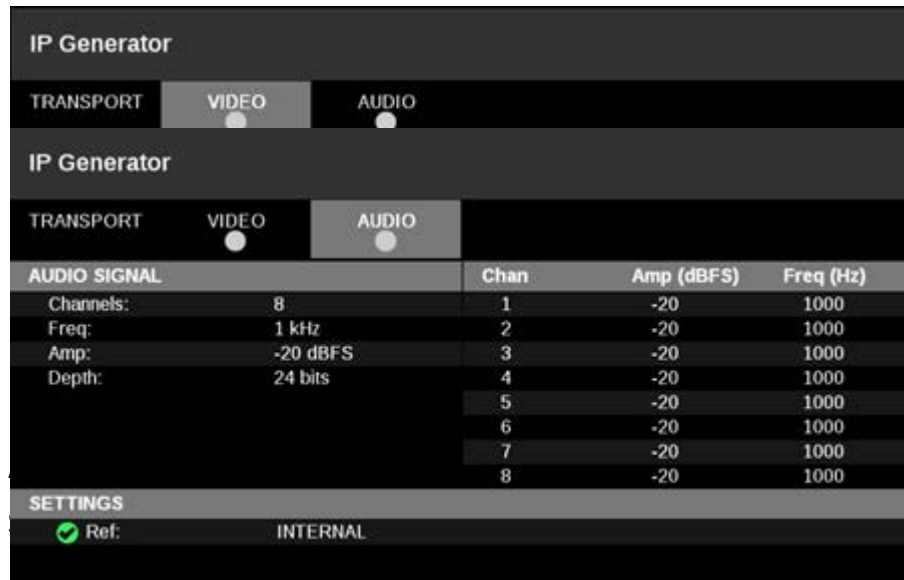 IP Generator
TRANSPORT VIDEO AUDIO
IP Generator
TRANSPORT VIDEO AUDIO
AUDIO SIGNAL Chan Amp (dBFS) Freq (Hz)
Channels: 8 1 -20 1000
Freq: 1 kHz 2 -20 1000
Amp: -20 dBFS 3 -20 1000
Depth: 24 bits 4 -20 1000
5 -20 1000
6 -20 1000
7 -20 1000
8 -20 1000
SETTINGS
Ref: INTERNAL